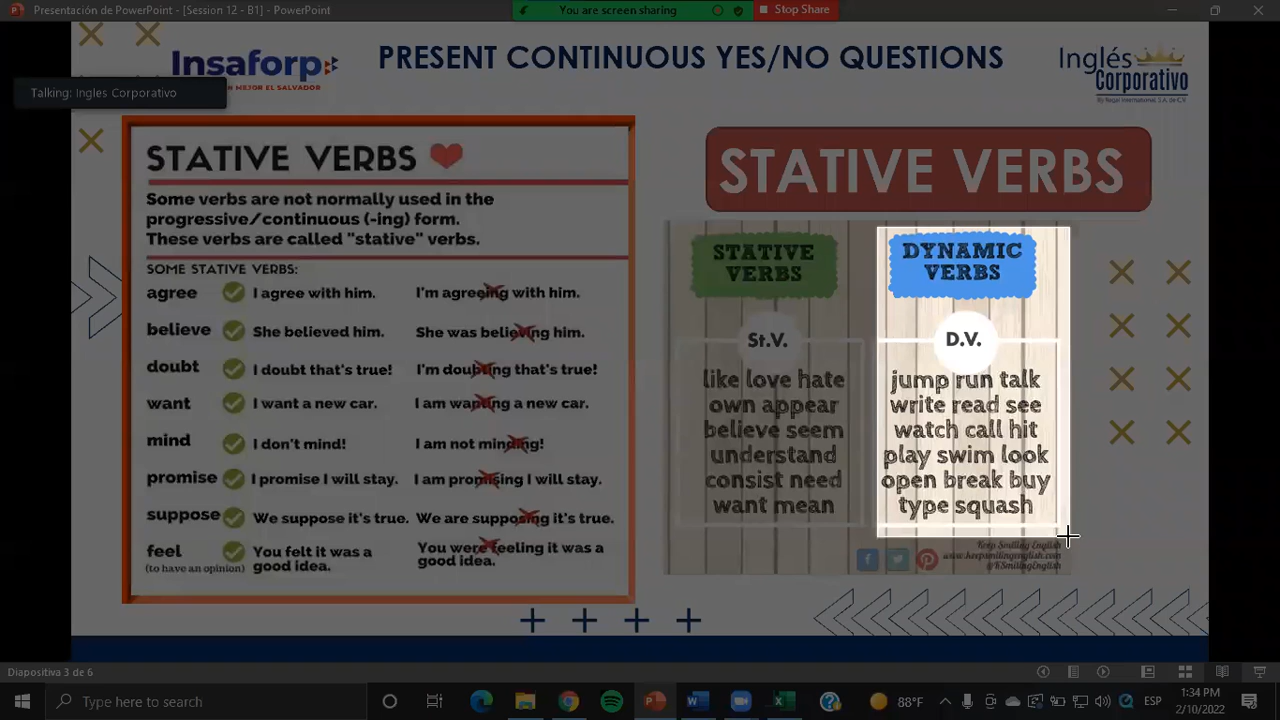 Presentación de PowerPoint - [Session 12 - B1] - PowerPoint
You are screen sharing
Stop Share
Insaforp
N MEJOR EL SALVADOR
PRESENT CONTINUOUS YES/NO QUESTIONS
Inglés
Corporativo
Talking: Ingles Corporativo
STATIVE VERBS
Some verbs are not normally used in the
progressive/continuous (-ing) form.
These verbs are called "stative" verbs.
SOME STATIVE VERBS:
agree I agree with him. I'm agreeing with him.
believe She believed him. She was believing him.
doubt I doubt that's true! I'm doubting that's true!
want I want a new car. I am wanting a new car.
mind I don't mind! I am not minding!
promise I promise I will stay. I am promising I will stay.
suppose We suppose it's true. We are supposing it's true.
feel You felt it was a You were feeling it was a
(to have an opinion) good idea. good idea.
STATIVE VERBS
STATIVE
VERBS
St.V.
like love hate
own appear
believe seem
understand
consist need
want mean
DYNAMIC
VERBS
D.V.
jump run talk
write read see
watch call hit
play swim look
open break buy
type squash
Keep Smiling English
www.keepsmilingenglish.com
@KSmilingEnglish
Diapositiva 3 de 6
Type here to search
88°F
ESP
1:34 PM
2/10/2022